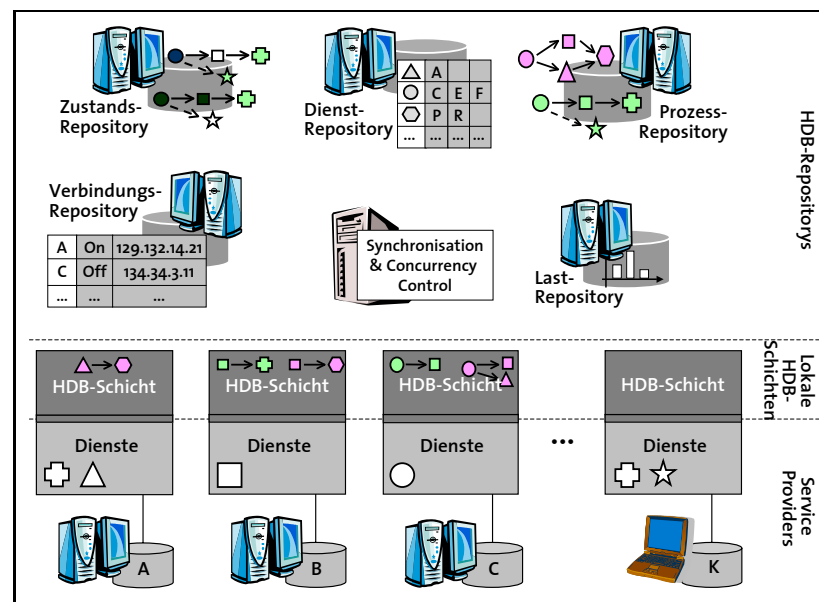 Zustands-
Repository
Dienst-
Repository
A
C E F
P R
... ... ... ...
Prozess-
Repository
HDB-Repositorys
Verbindungs-
Repository
A On 129.132.14.21
C Off 134.34.3.11
... ... ...
Synchronisation
& Concurrency
Control
Last-
Repository
HDB-Schicht
HDB-Schicht
HDB-Schicht
HDB-Schicht
Lokale
HDB-
Schichten
Dienste
Dienste
Dienste
...
Dienste
Service
Providers
A
B
C
K